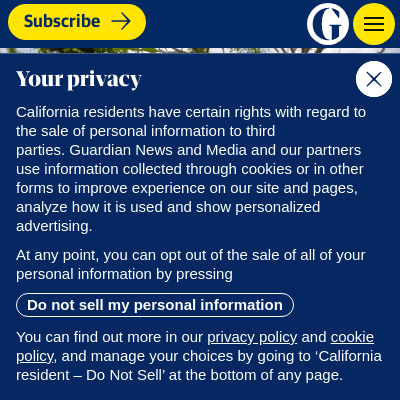 Subscribe
G
Your privacy
California residents have certain rights with regard to
the sale of personal information to third
parties. Guardian News and Media and our partners
use information collected through cookies or in other
forms to improve experience on our site and pages,
analyze how it is used and show personalized
advertising.
At any point, you can opt out of the sale of all of your
personal information by pressing
Do not sell my personal information
You can find out more in our privacy policy and cookie
policy, and manage your choices by going to ‘California
resident – Do Not Sell’ at the bottom of any page.